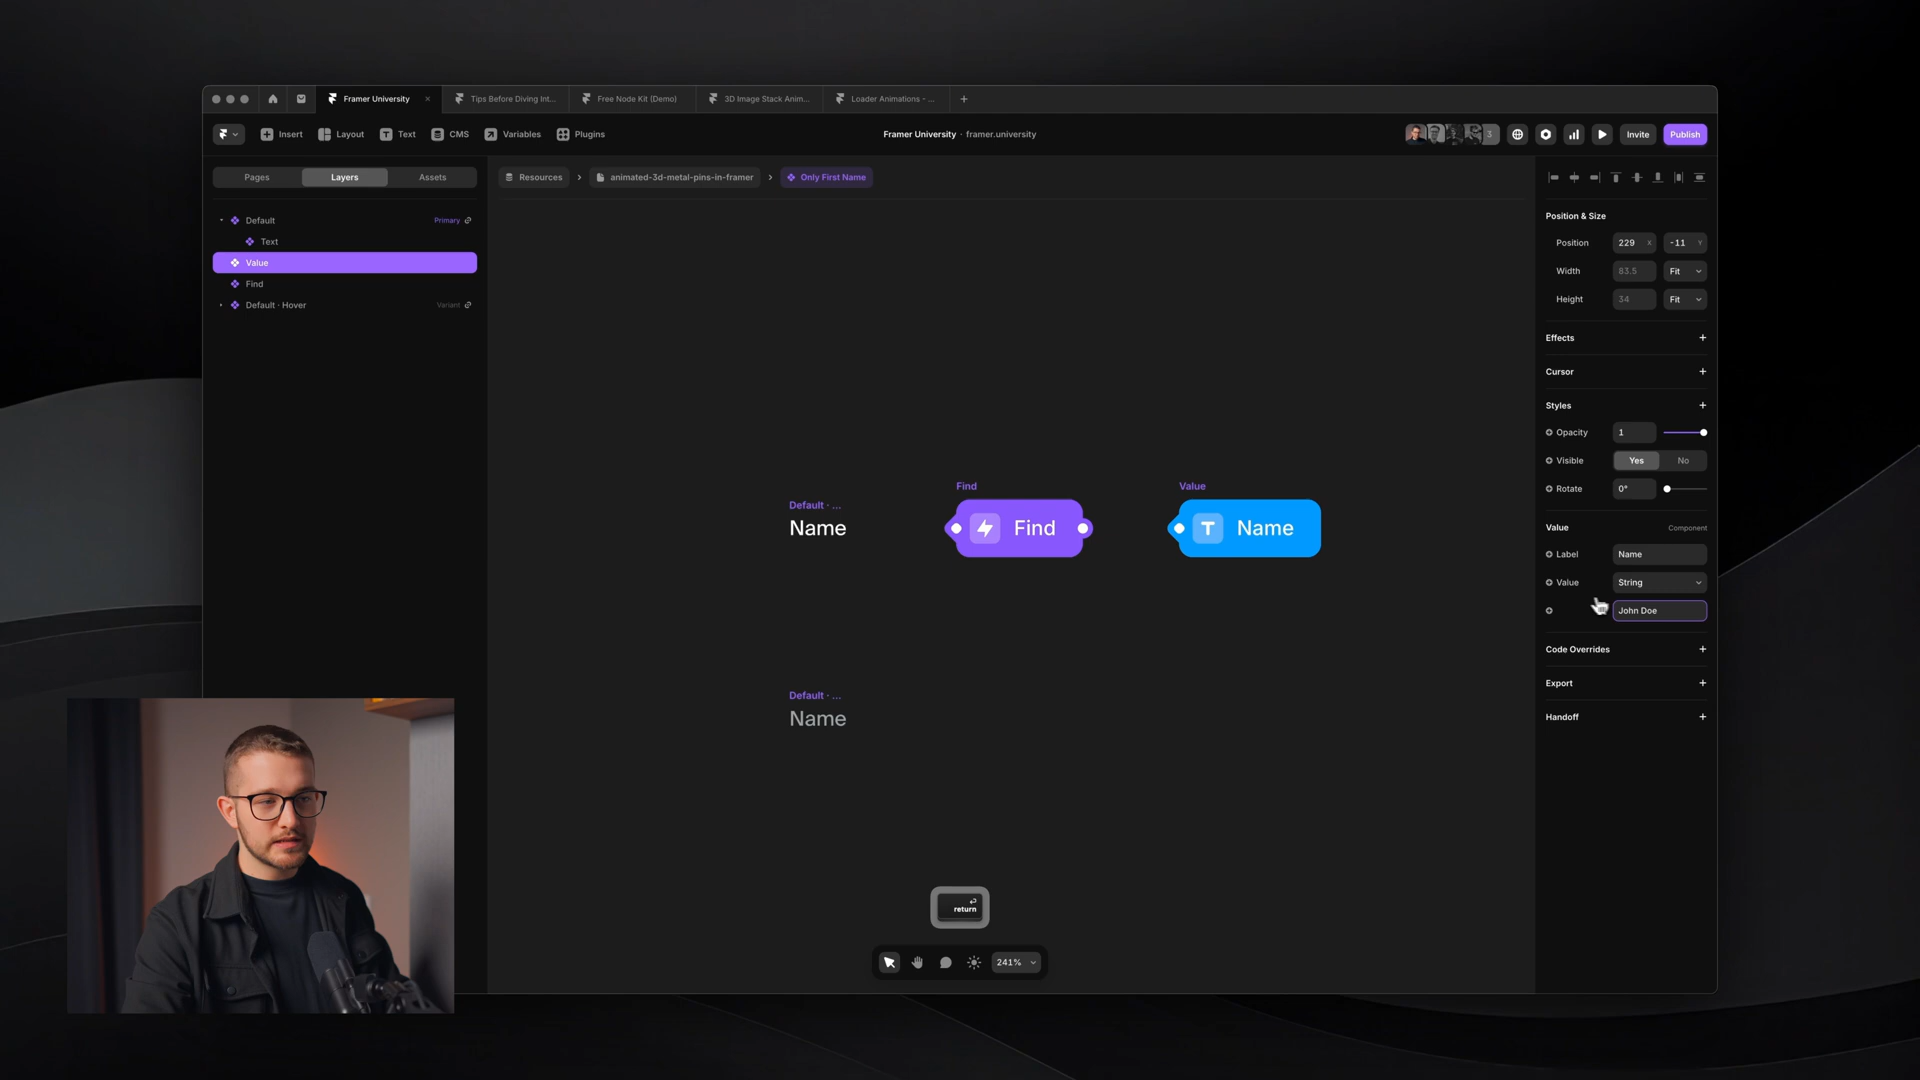 Framer University
Tips Before Diving Int...
Free Node Kit (Demo)
3D Image Stack Anim...
Loader Animations - ...
Insert
Layout
Text
CMS
Variables
Plugins
Framer University · framer.university
3
Invite
Publish
Pages
Layers
Assets
Resources
animated-3d-metal-pins-in-framer
Only First Name
Default
Primary
Text
Value
Find
Default · Hover
Variant
Position & Size
Position
229 X
-11 Y
Width
83.5
Fit
Height
34
Fit
Effects
Cursor
Styles
Opacity
1
Visible
Yes
No
Rotate
0°
Value
Component
Label
Name
Value
String
John Doe
Code Overrides
Export
Handoff
Default · ...
Name
Find
Find
Value
T
Name
Default · ...
Name
return
241%